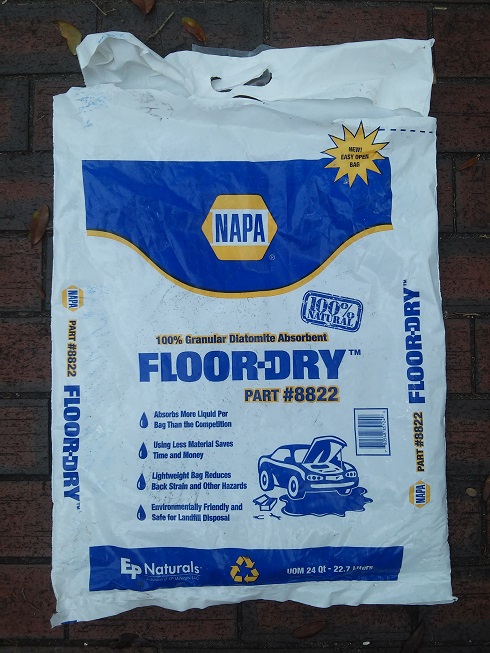 NEW!
EASY OPEN
BAG
NAPA
®
100%
NATURAL
100% Granular Diatomite Absorbent
FLOOR-DRY™
PART #8822
Absorbs More Liquid Per
Bag Than the Competition
Using Less Material Saves
Time and Money
Lightweight Bag Reduces
Back Strain and Other Hazards
Environmentally Friendly and
Safe for Landfill Disposal
EP Naturals
UOM 24 Qt - 22.7 Liters
NAPA
PART #8822
FLOOR-DRY™
NAPA
PART #8822
FLOOR-DRY™